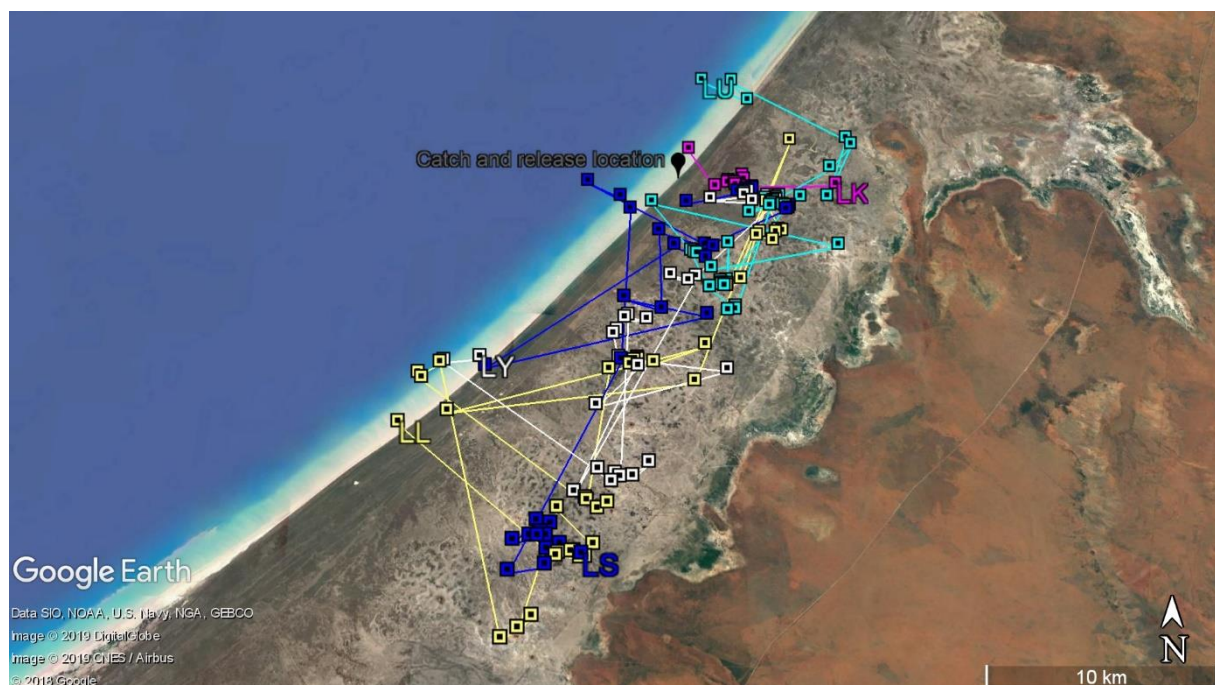 LU
Catch and release location
LK
LY
LL
LS
Google Earth
Data SIO, NOAA, U.S. Navy, NGA, GEBCO
Image © 2019 DigitalGlobe
Image © 2019 CNES / Airbus
© 2018 Google
N
10 km